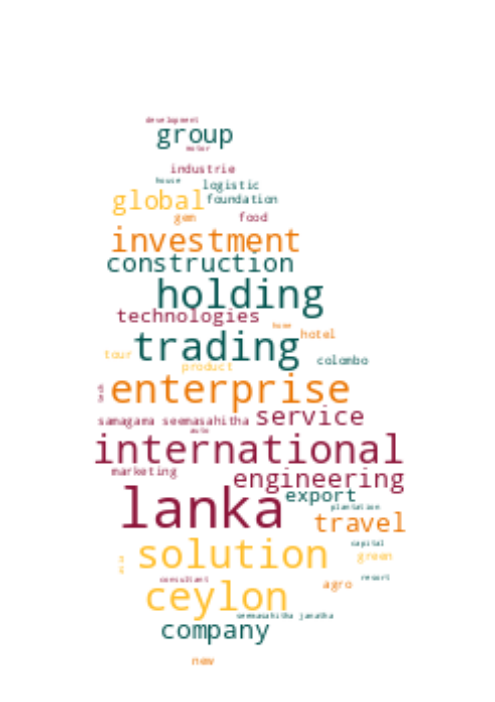 development
group
motor
industrie
house logistic
global foundation
gem food
investment
construction
holding
technologies
home hotel
trading
tour colombo
product
enterprise
samagama seemasahitha service
auto
international
marketing
engineering
export
lanka
plantation
travel
capital
solution green
consultant resort
agro
ceylon
seemasahitha janatha
company
new